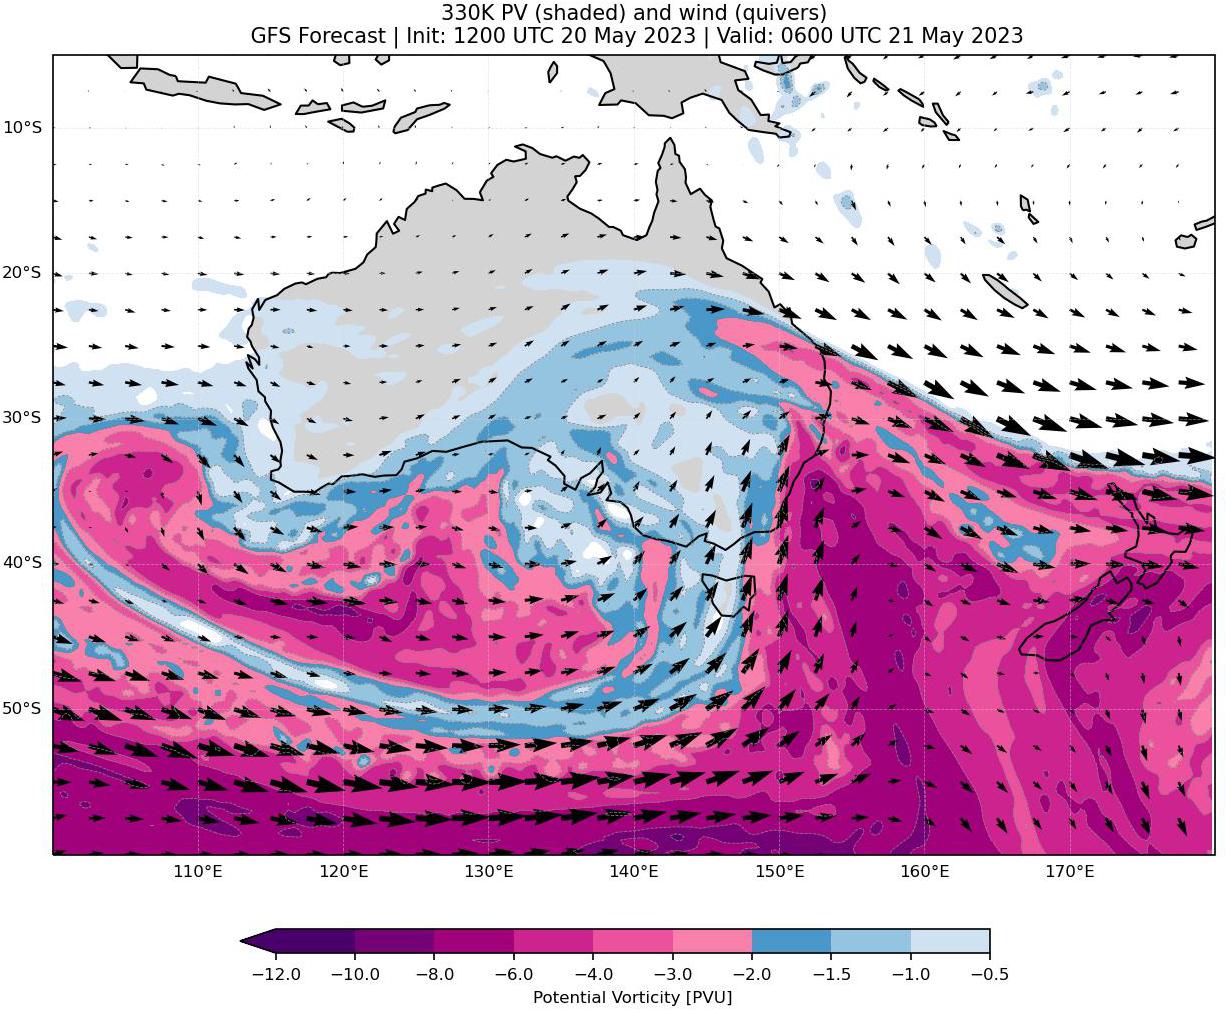 330K PV (shaded) and wind (quivers)
GFS Forecast | Init: 1200 UTC 20 May 2023 | Valid: 0600 UTC 21 May 2023
10°S
20°S
30°S
40°S
50°S
110°E 120°E 130°E 140°E 150°E 160°E 170°E
−12.0 −10.0 −8.0 −6.0 −4.0 −3.0 −2.0 −1.5 −1.0 −0.5
Potential Vorticity [PVU]